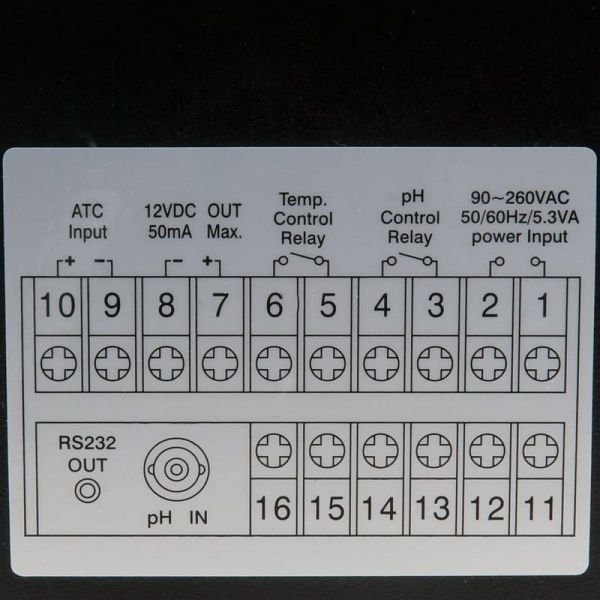 ATC
Input
12VDC OUT
50mA Max.
Temp.
Control
Relay
pH
Control
Relay
90~260VAC
50/60Hz/5.3VA
power Input
+ - - +
10 9 8 7 6 5 4 3 2 1
RS232
OUT
pH IN
16 15 14 13 12 11